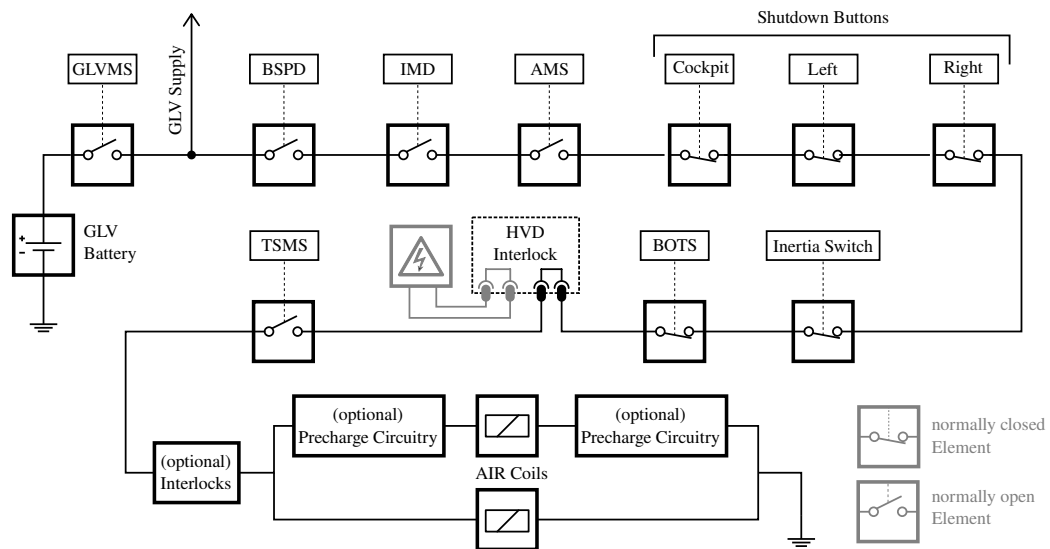 Shutdown Buttons
GLVMS
GLV Supply
BSPD
IMD
AMS
Cockpit
Left
Right
+
-
GLV
Battery
TSMS
HVD
Interlock
BOTS
Inertia Switch
(optional)
Precharge Circuitry
(optional)
Precharge Circuitry
(optional)
Interlocks
AIR Coils
normally closed
Element
normally open
Element